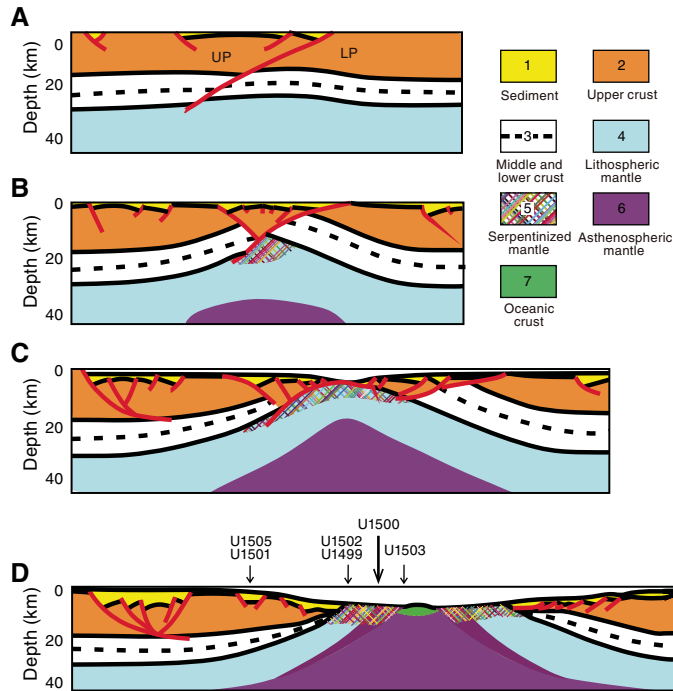 A
Depth (km)
0
20
40
UP
LP
1
Sediment
2
Upper crust
3
Middle and
lower crust
4
Lithospheric
mantle
5
Serpentinized
mantle
6
Asthenospheric
mantle
7
Oceanic
crust
B
Depth (km)
0
20
40
C
Depth (km)
0
20
40
U1500
U1505
U1501
U1502
U1499
U1503
D
Depth (km)
0
20
40